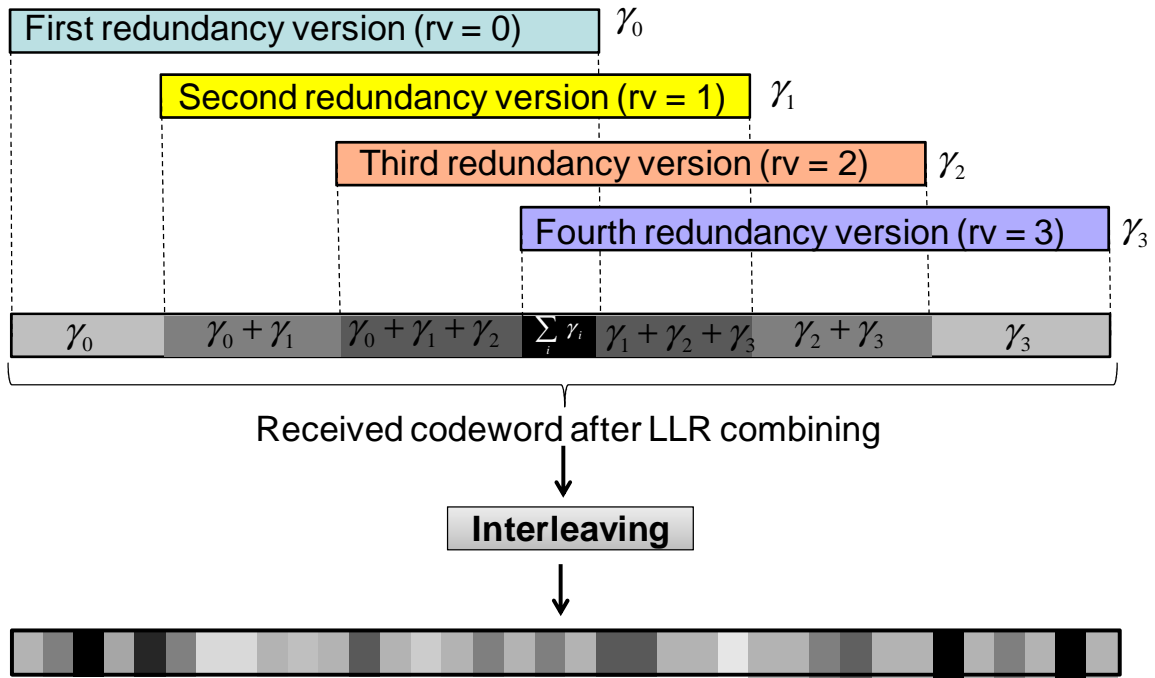 First redundancy version (rv = 0) γ₀
Second redundancy version (rv = 1) γ₁
Third redundancy version (rv = 2) γ₂
Fourth redundancy version (rv = 3) γ₃
γ₀ γ₀ + γ₁ γ₀ + γ₁ + γ₂ ∑ᵢ γᵢ γ₁ + γ₂ + γ₃ γ₂ + γ₃ γ₃
Received codeword after LLR combining
Interleaving